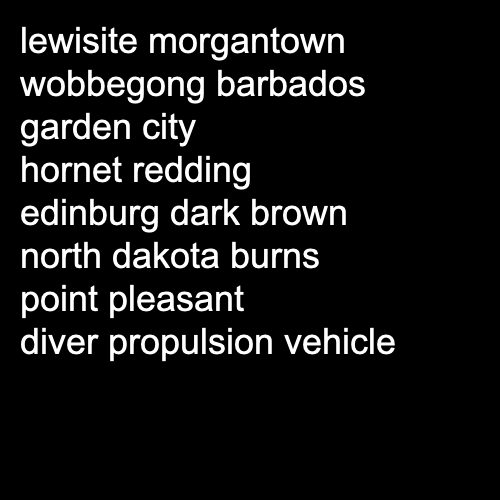 lewisite morgantown
wobbegong barbados
garden city
hornet redding
edinburg dark brown
north dakota burns
point pleasant
diver propulsion vehicle